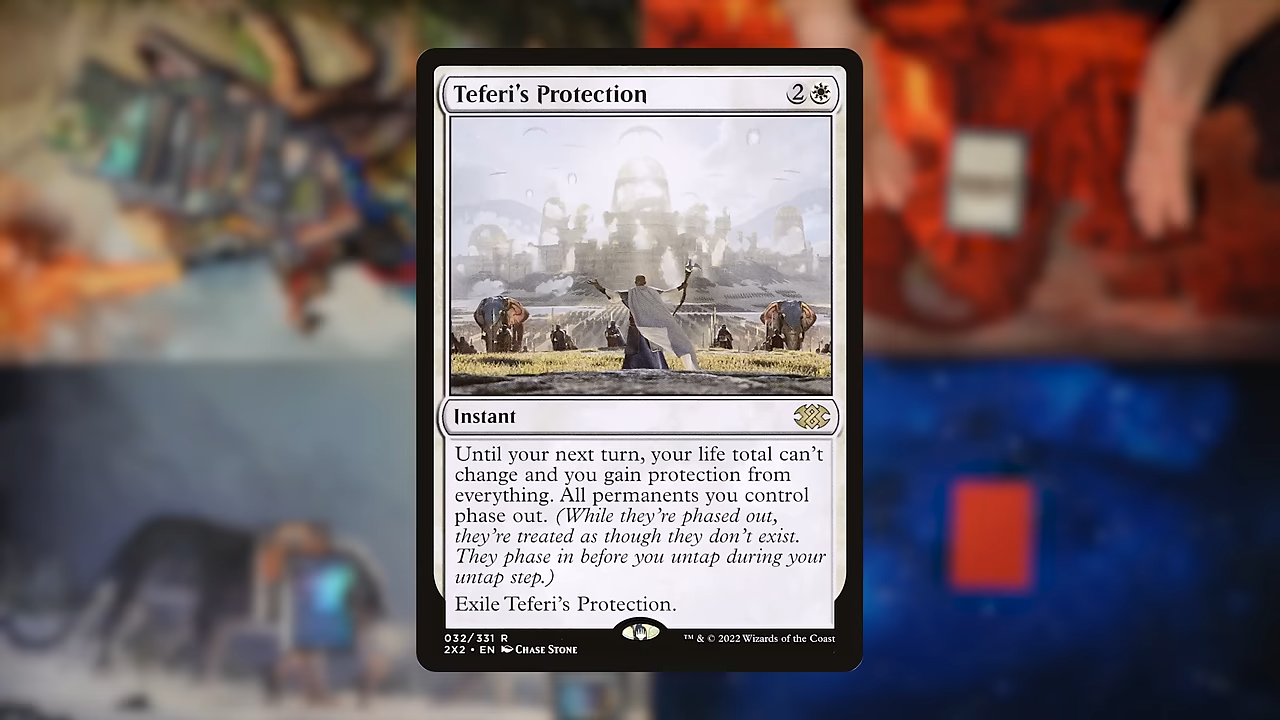 Teferi's Protection 2
Instant
Until your next turn, your life total can't
change and you gain protection from
everything. All permanents you control
phase out. (While they're phased out,
they're treated as though they don't exist.
They phase in before you untap during your
untap step.)
Exile Teferi's Protection.
032/331 R
2X2 • EN CHASE STONE
™ & © 2022 Wizards of the Coast